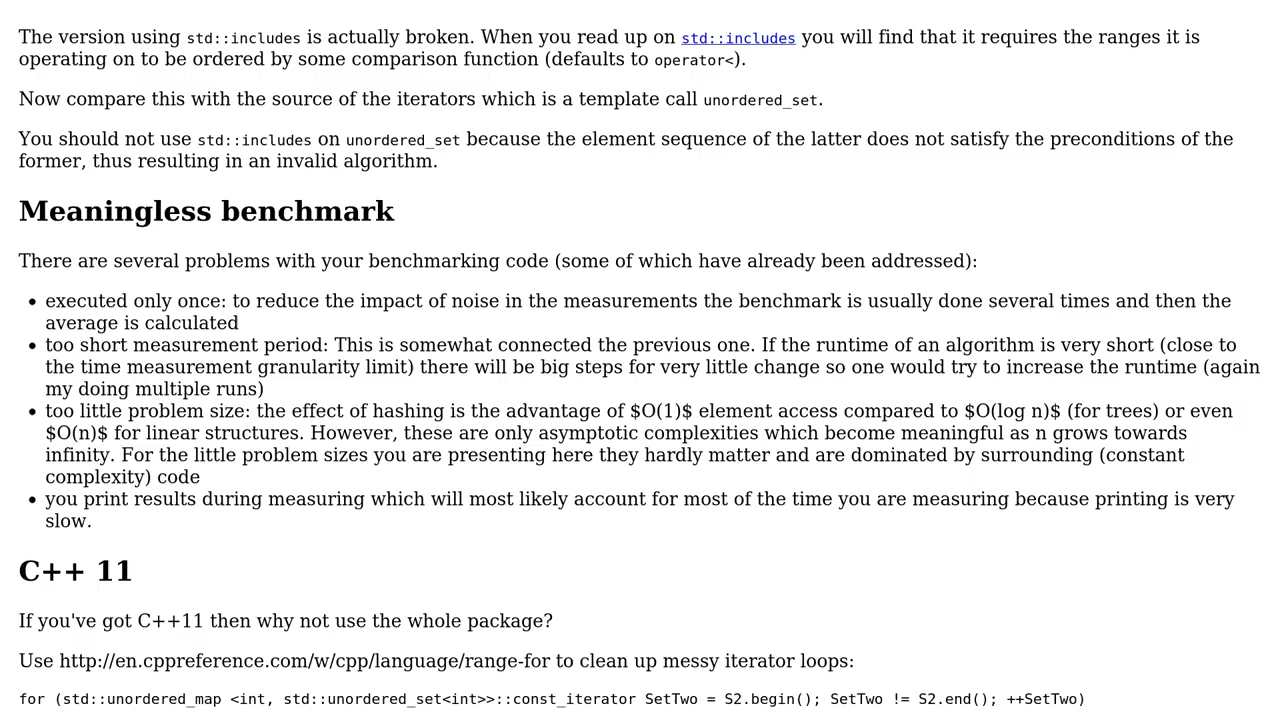 The version using std::includes is actually broken. When you read up on std::includes you will find that it requires the ranges it is
operating on to be ordered by some comparison function (defaults to operator<).
Now compare this with the source of the iterators which is a template call unordered_set.
You should not use std::includes on unordered_set because the element sequence of the latter does not satisfy the preconditions of the
former, thus resulting in an invalid algorithm.
Meaningless benchmark
There are several problems with your benchmarking code (some of which have already been addressed):
• executed only once: to reduce the impact of noise in the measurements the benchmark is usually done several times and then the
average is calculated
• too short measurement period: This is somewhat connected the previous one. If the runtime of an algorithm is very short (close to
the time measurement granularity limit) there will be big steps for very little change so one would try to increase the runtime (again
my doing multiple runs)
• too little problem size: the effect of hashing is the advantage of $O(1)$ element access compared to $O(log n)$ (for trees) or even
$O(n)$ for linear structures. However, these are only asymptotic complexities which become meaningful as n grows towards
infinity. For the little problem sizes you are presenting here they hardly matter and are dominated by surrounding (constant
complexity) code
• you print results during measuring which will most likely account for most of the time you are measuring because printing is very
slow.
C++ 11
If you've got C++11 then why not use the whole package?
Use http://en.cppreference.com/w/cpp/language/range-for to clean up messy iterator loops:
for (std::unordered_map <int, std::unordered_set<int>>::const_iterator SetTwo = S2.begin(); SetTwo != S2.end(); ++SetTwo)